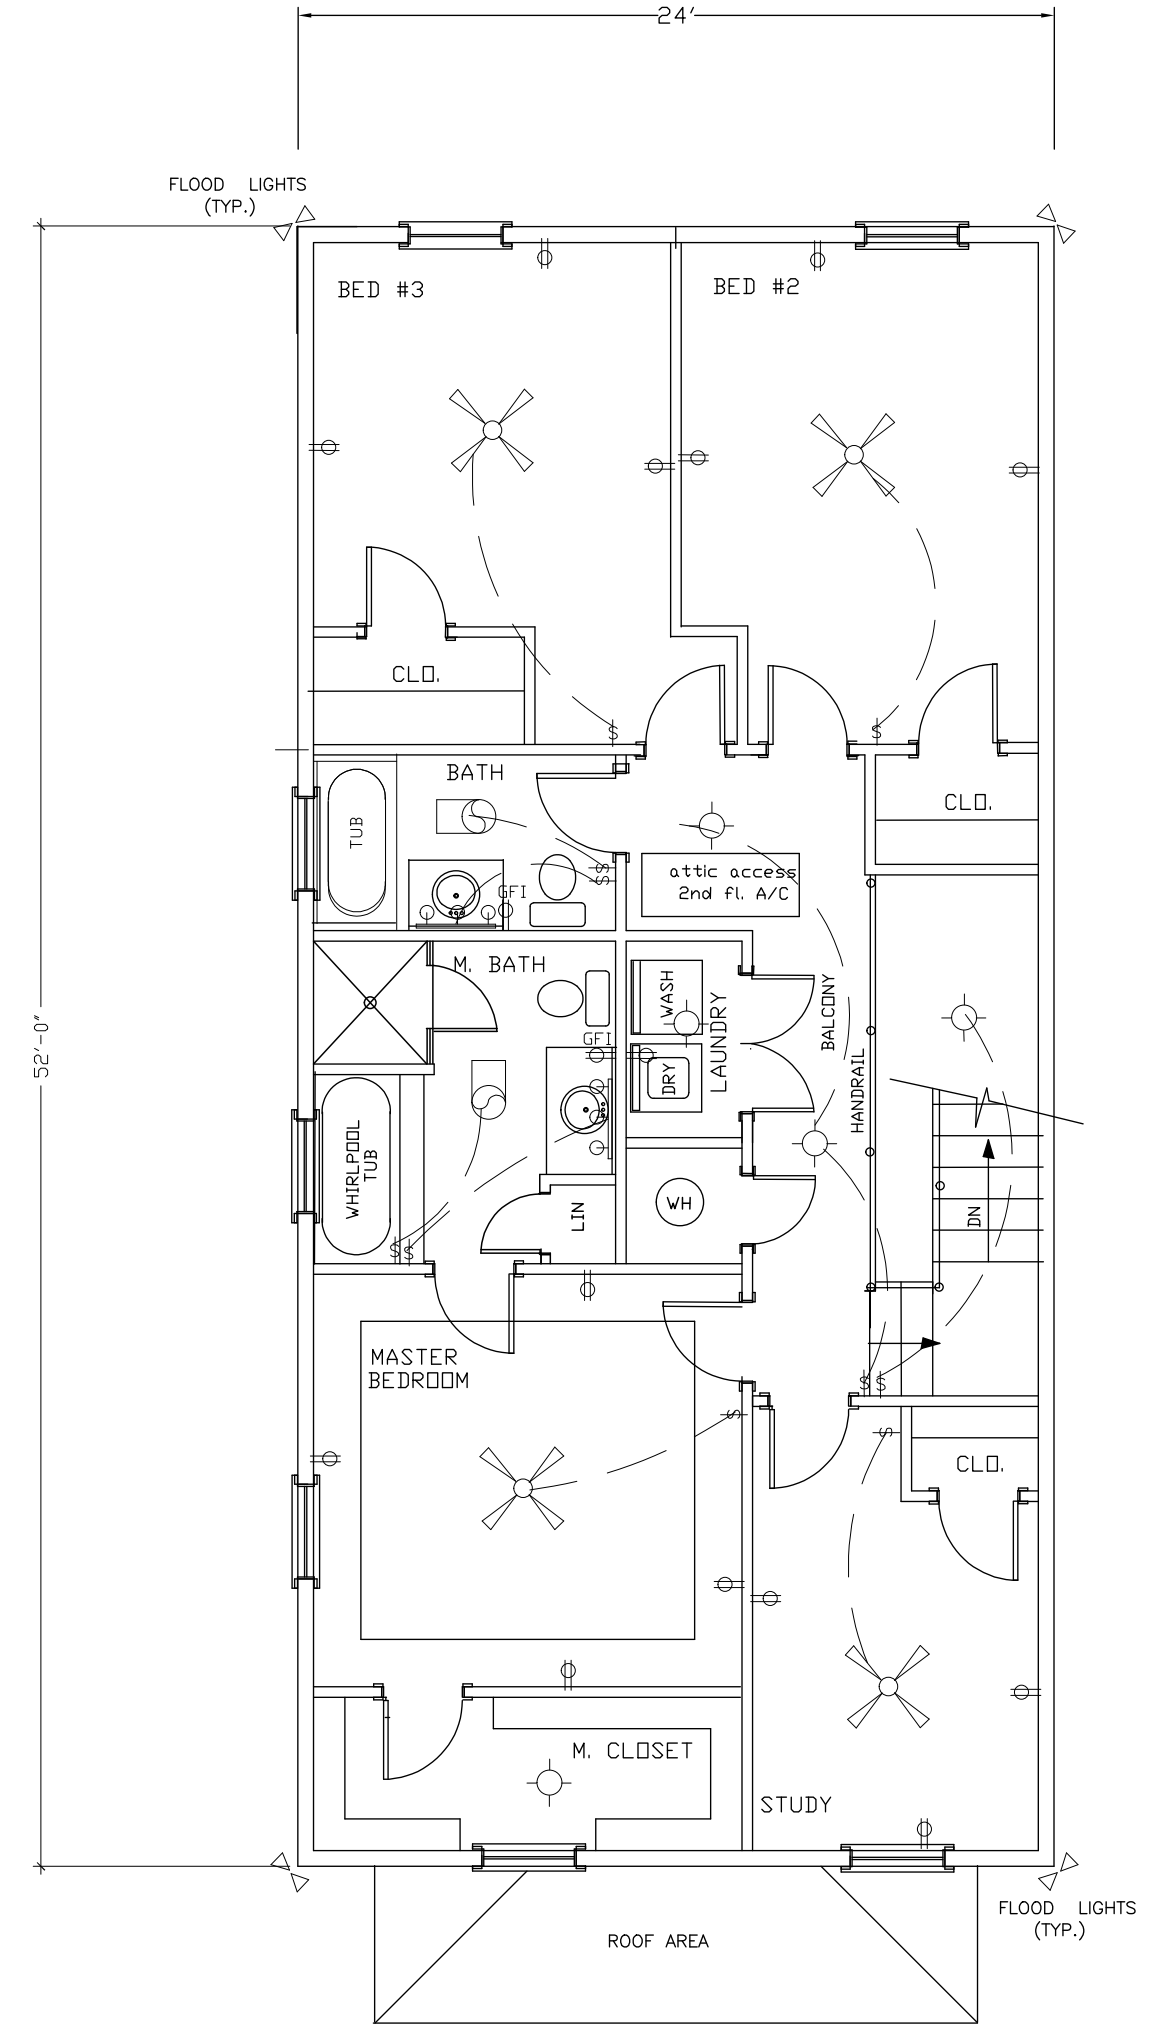 24'
FLOOD LIGHTS
(TYP.)
BED #3
BED #2
CLO.
BATH
TUB
CLO.
attic access
2nd fl. A/C
GFI
M. BATH
WASH
LAUNDRY
BALCONY
52'-0"
GFI
DRY
HANDRAIL
WHIRLPOOL
TUB
LIN
WH
DN
MASTER
BEDROOM
CLO.
M. CLOSET
STUDY
FLOOD LIGHTS
(TYP.)
ROOF AREA
$
$
$
$
$
$
$
$
$
$